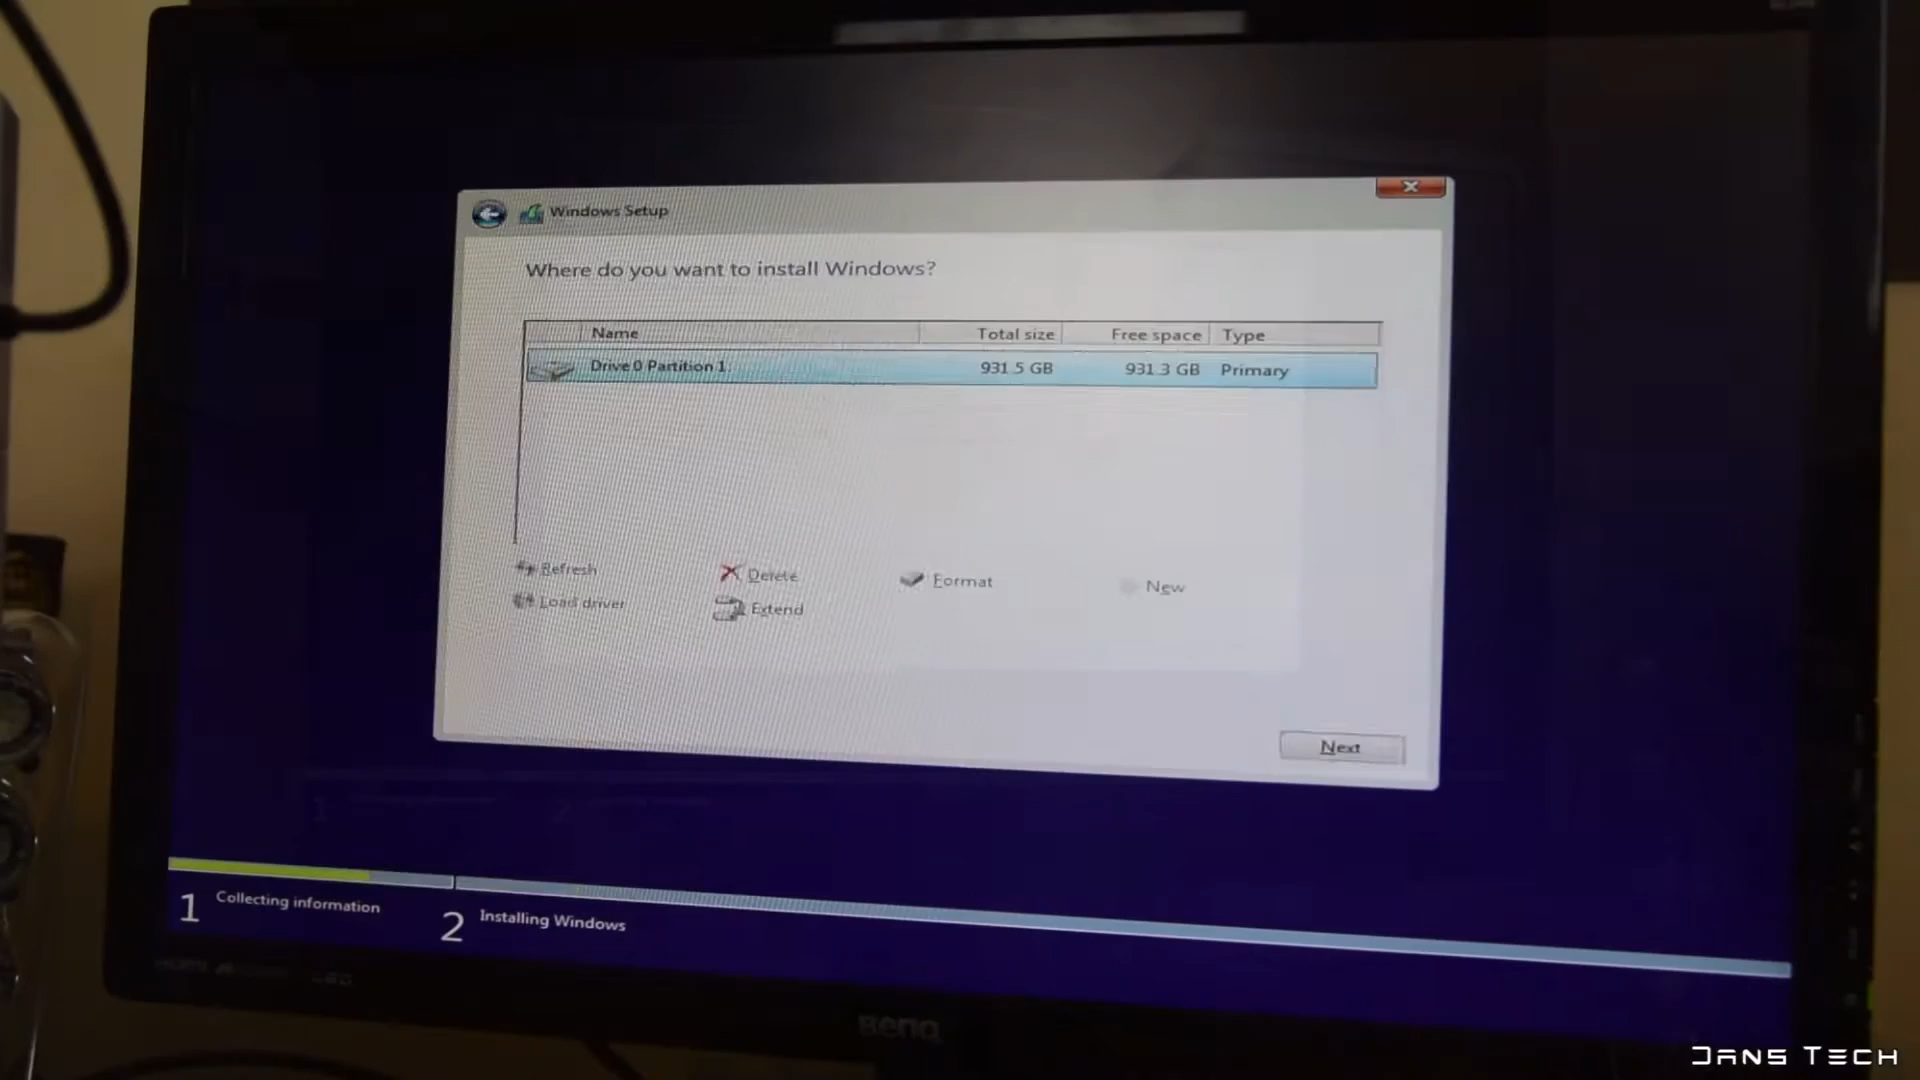 Windows Setup
Where do you want to install Windows?
Name Total size Free space Type
Drive 0 Partition 1: 931.5 GB 931.3 GB Primary
Refresh Delete Format New
Load driver Extend
Next
1 Collecting information 2 Installing Windows
BenQ
JANS TECH